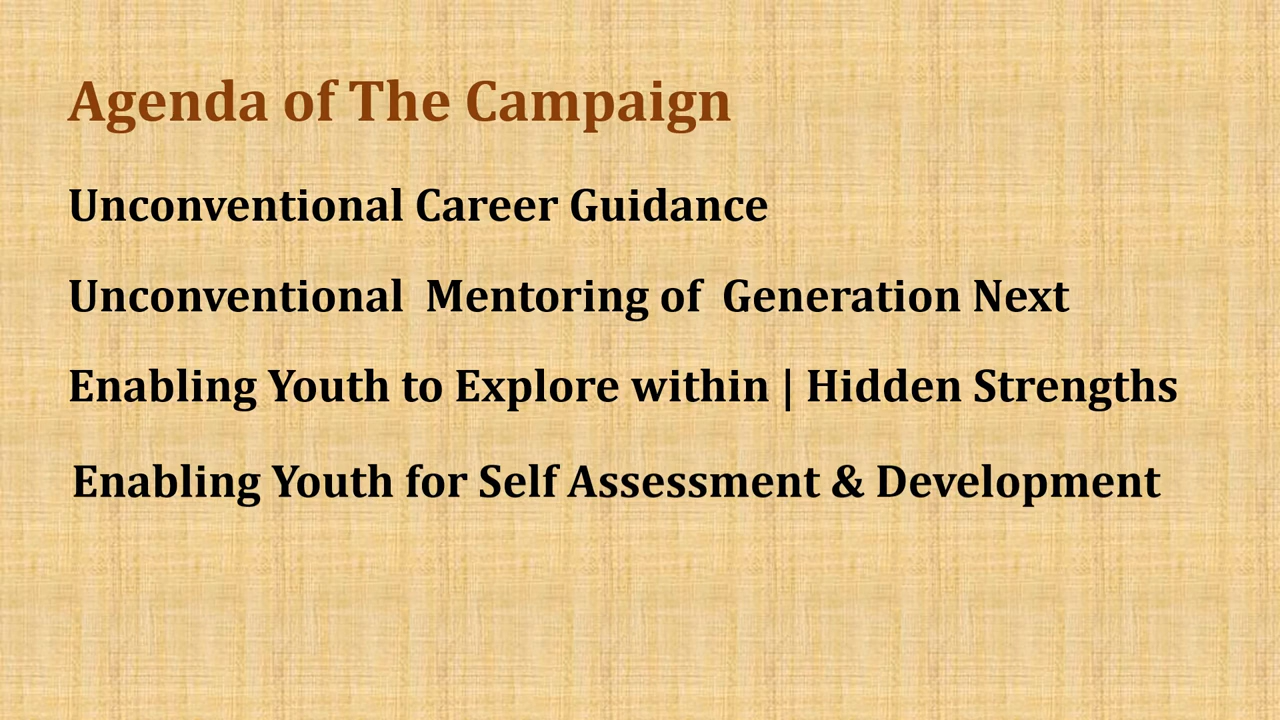 Agenda of The Campaign
Unconventional Career Guidance
Unconventional  Mentoring of  Generation Next
Enabling Youth to Explore within | Hidden Strengths
Enabling Youth for Self Assessment & Development